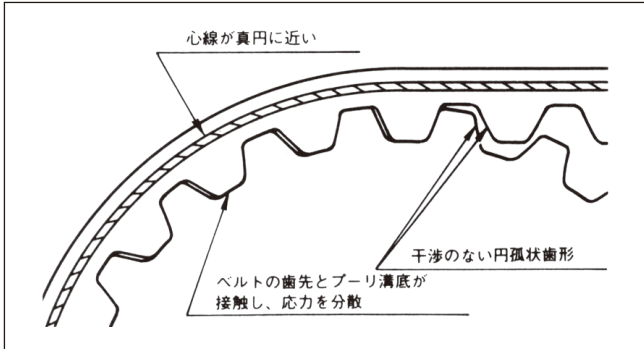 心線が真円に近い
干渉のない円孤状歯形
ベルトの歯先とプーリ溝底が
接触し、応力を分散